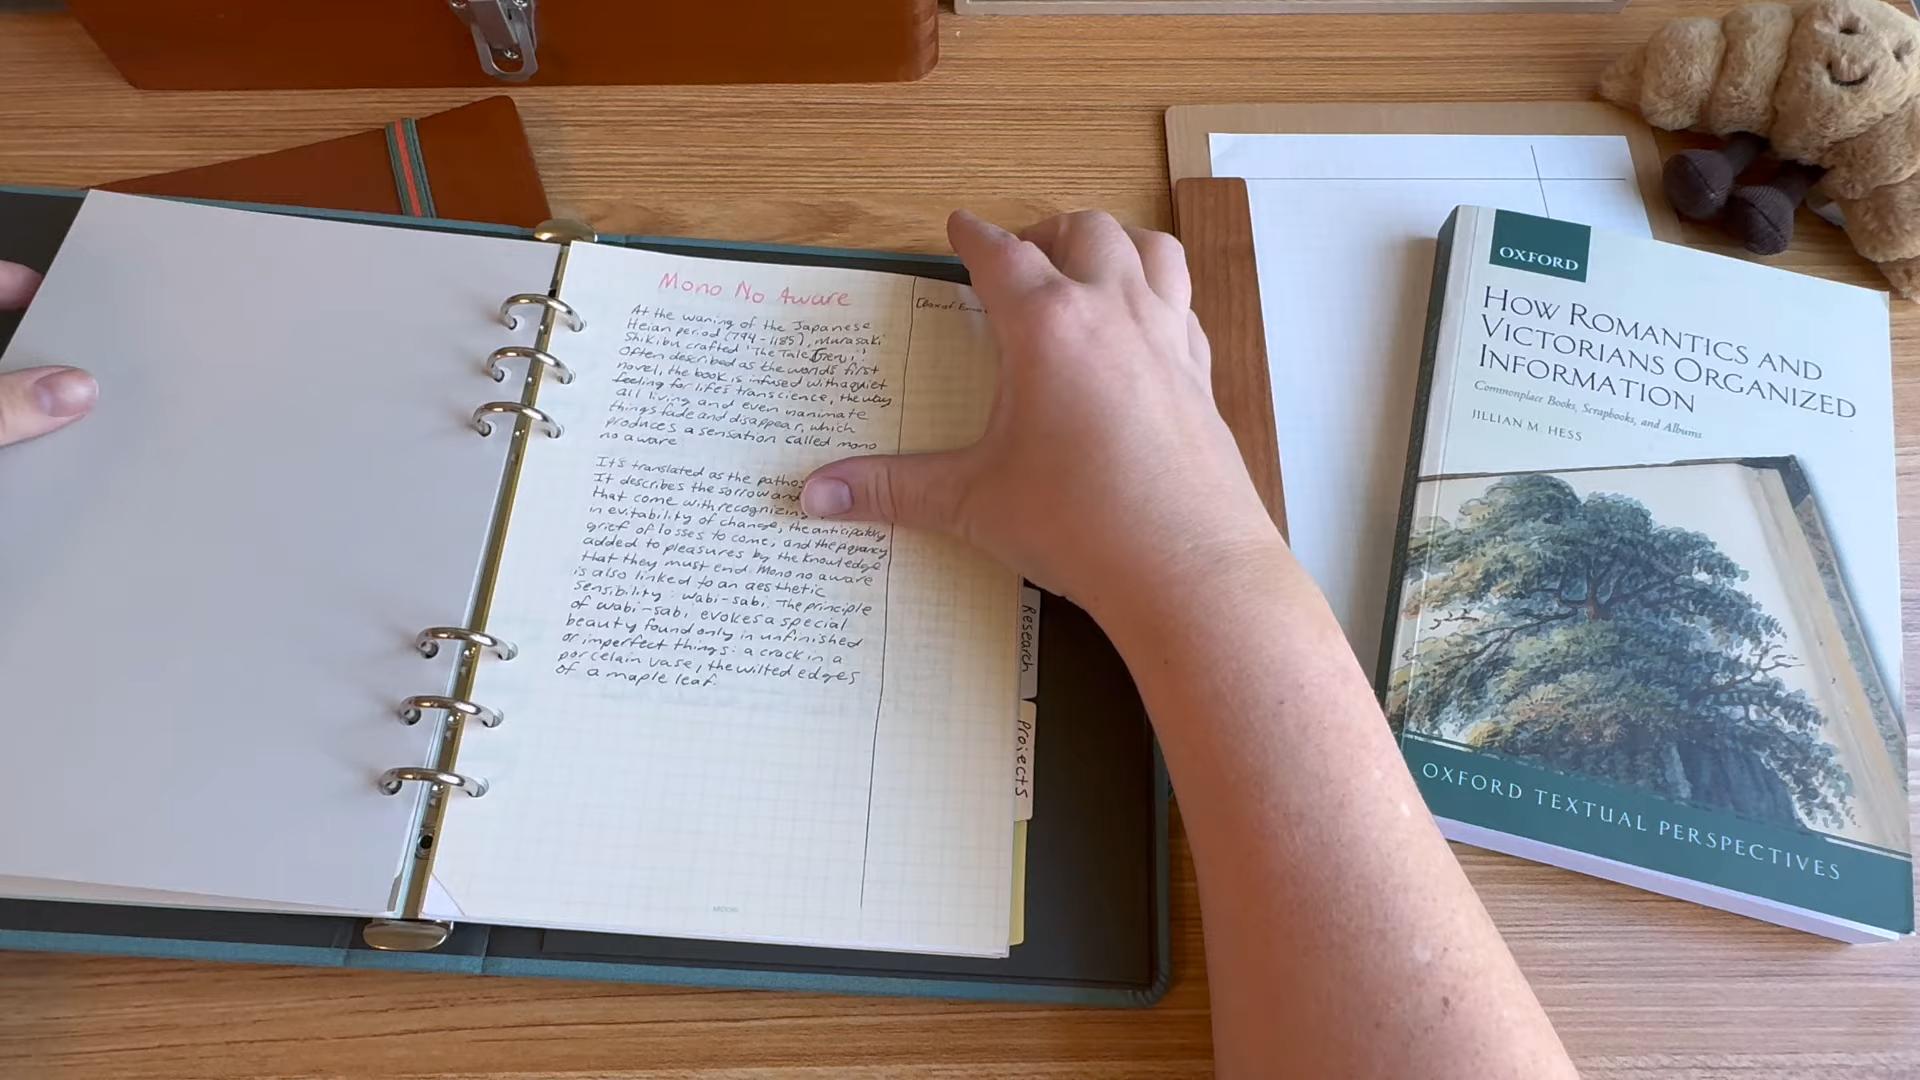 Mono No Aware
At the waning of the Japanese
Heian period (794-1185), Murasaki
Shikibu crafted 'The Tale
Often described as the worlds first
novel, the book is infused with a quiet
feeling for life's transcience, the way
all living and even inanimate
things fade and disappear, which
produces a sensation called mono
no aware
It's translated as the
It describes the sorrow and
that come with recognizing
inevitability of change, the anticipatory
grief of losses to come, and the
added to pleasures by the knowledge
that they must end. Mono no aware
is also linked to an aesthetic
sensibility: wabi-sabi. The principle
of wabi-sabi evokes a special
beauty found only in unfinished
or imperfect things: a crack in a
porcelain vase, the wilted edges
of a maple leaf.
[Box of
Research
Projects
OXFORD
HOW ROMANTICS AND
VICTORIANS ORGANIZED
INFORMATION
Commonplace Books, Scrapbooks, and Albums
JILLIAN M. HESS
OXFORD TEXTUAL PERSPECTIVES